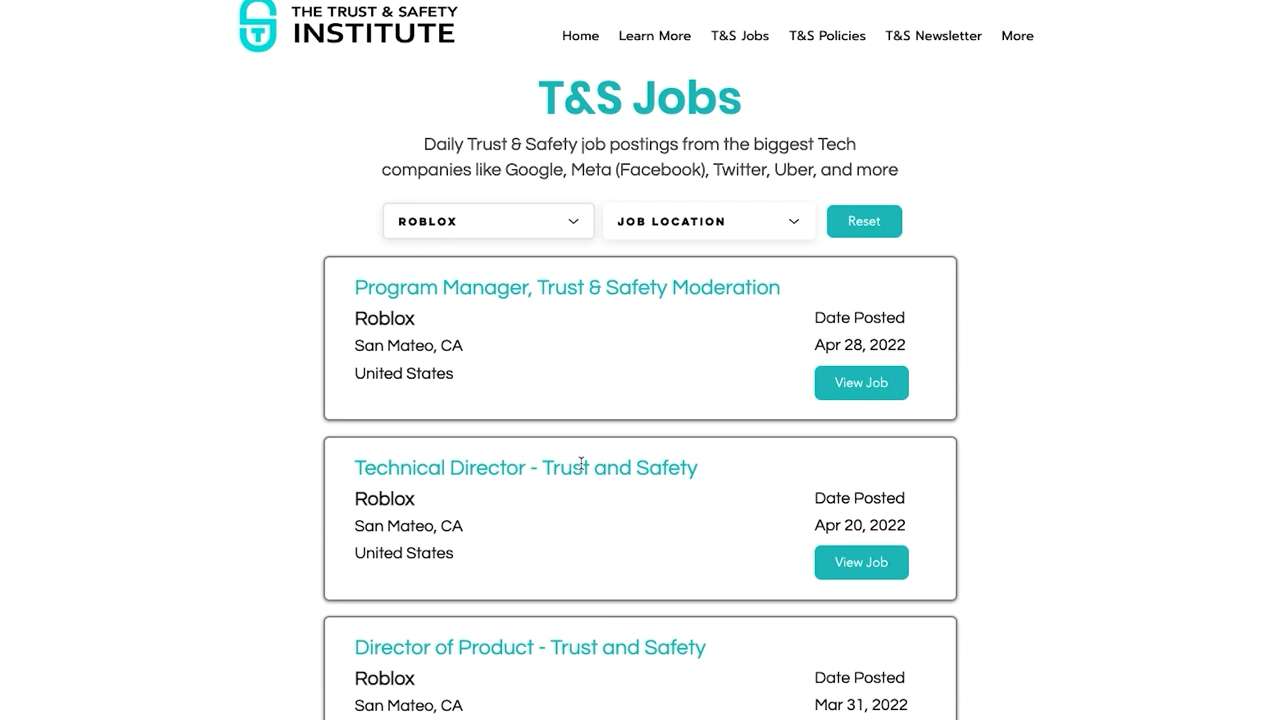 THE TRUST & SAFETY
INSTITUTE
Home Learn More T&S Jobs T&S Policies T&S Newsletter More
T&S Jobs
Daily Trust & Safety job postings from the biggest Tech
companies like Google, Meta (Facebook), Twitter, Uber, and more
ROBLOX JOB LOCATION Reset
Program Manager, Trust & Safety Moderation
Roblox Date Posted
San Mateo, CA Apr 28, 2022
United States View Job
Technical Director - Trust and Safety
Roblox Date Posted
San Mateo, CA Apr 20, 2022
United States View Job
Director of Product - Trust and Safety
Roblox Date Posted
San Mateo, CA Mar 31, 2022